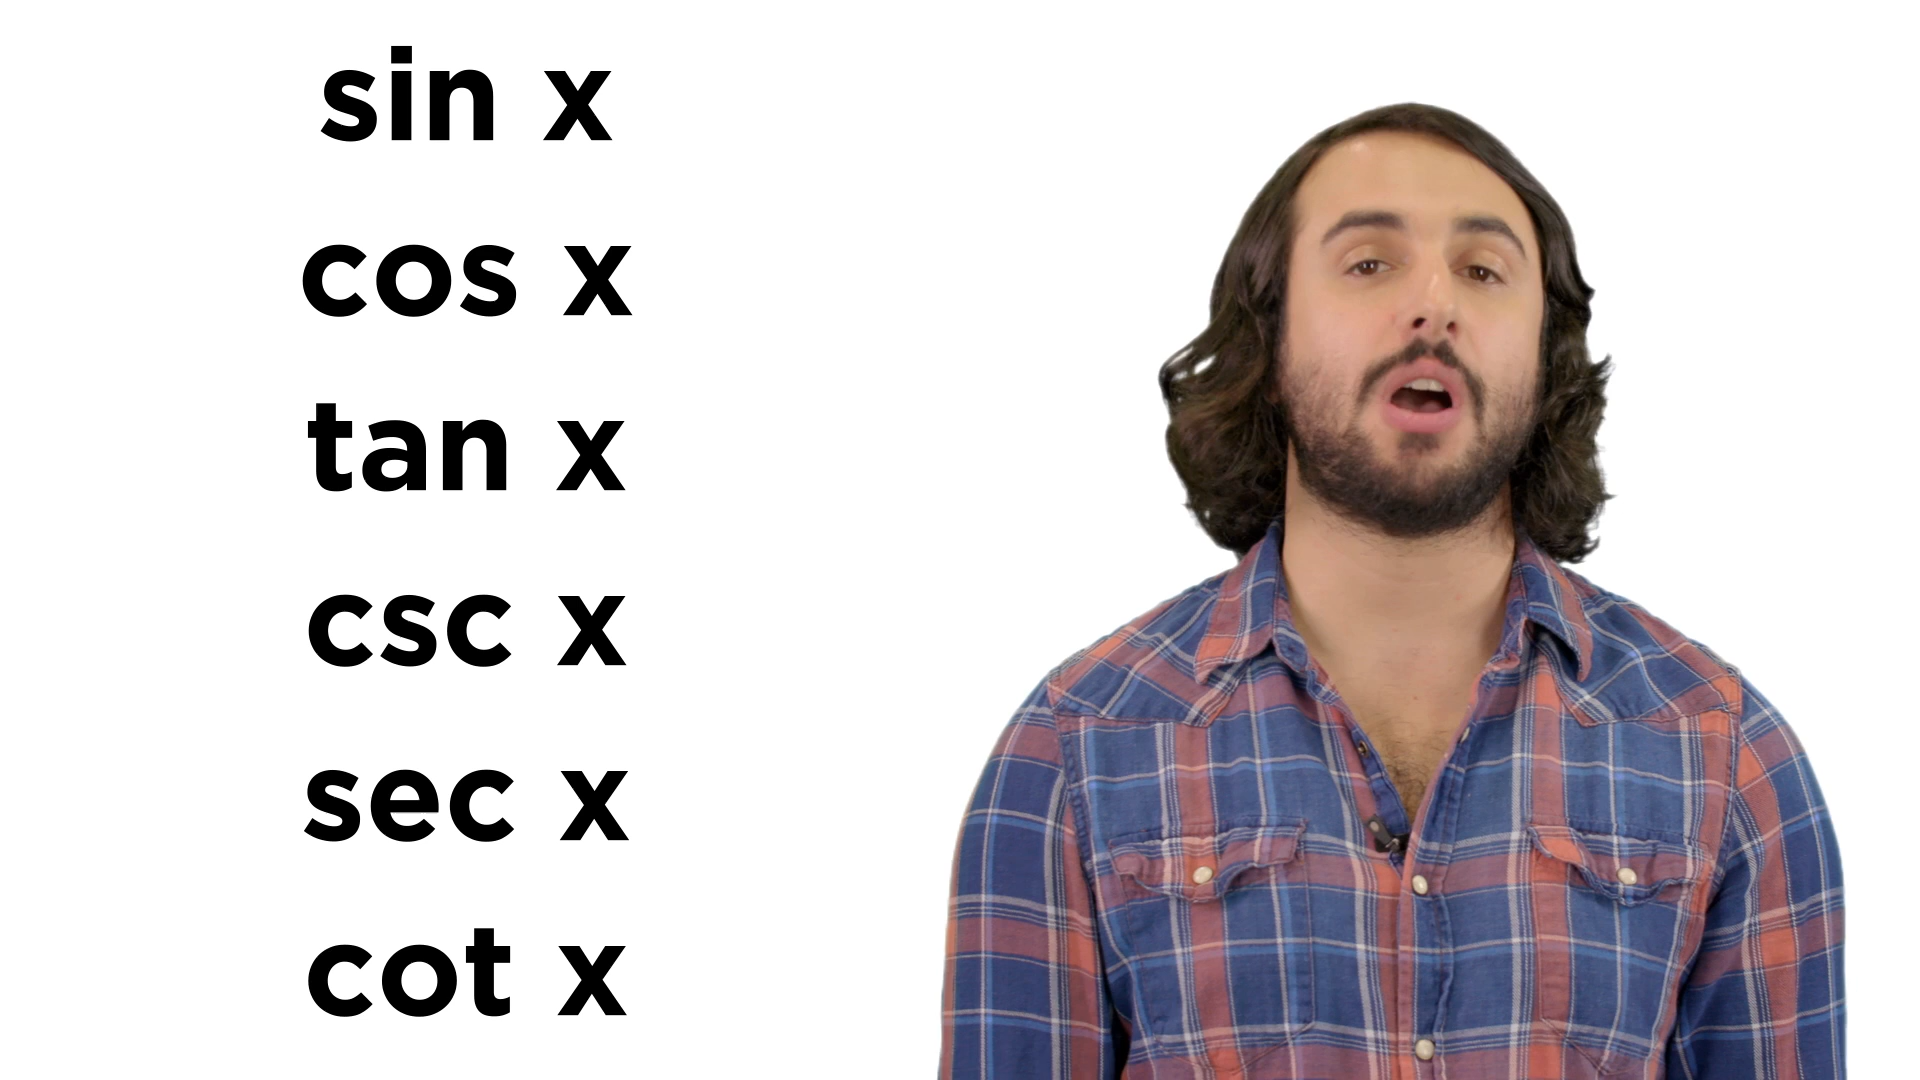 sin x
cos x
tan x
csc x
sec x
cot x